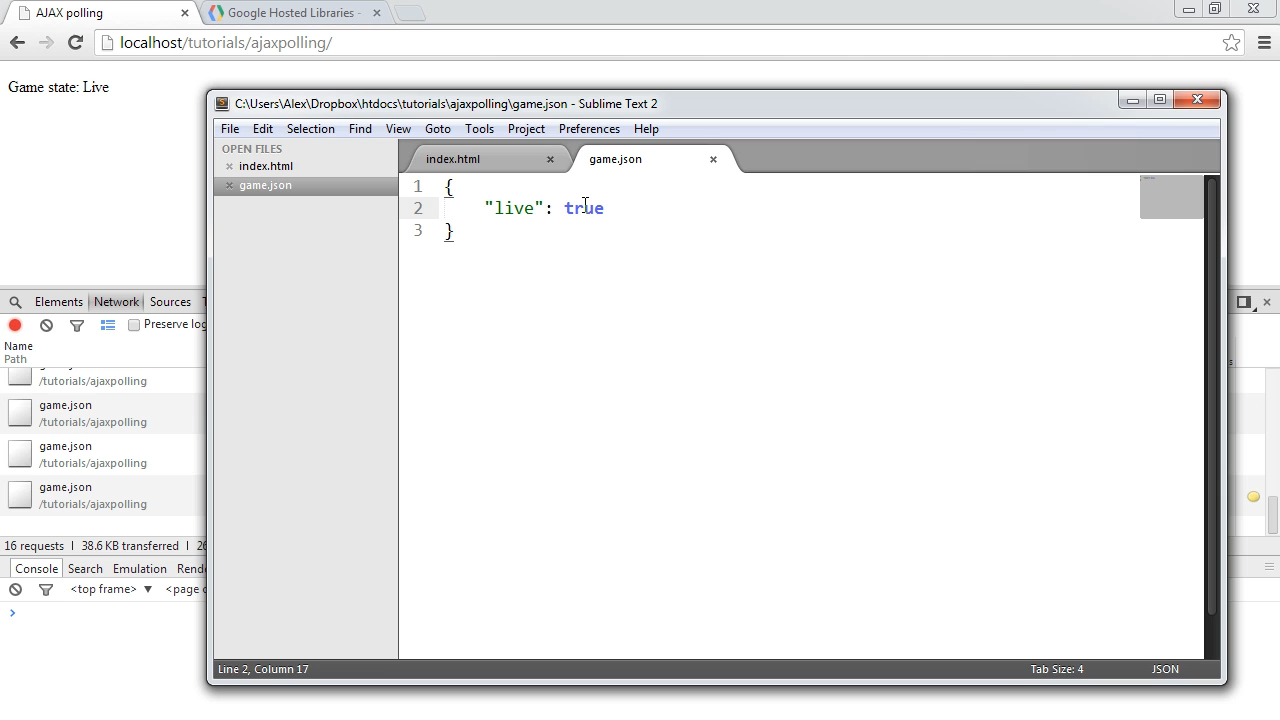 AJAX polling
Google Hosted Libraries -
localhost/tutorials/ajaxpolling/
Game state: Live
C:\Users\Alex\Dropbox\htdocs\tutorials\ajaxpolling\game.json - Sublime Text 2
File Edit Selection Find View Goto Tools Project Preferences Help
OPEN FILES
index.html
game.json
index.html
game.json
1 {
2 "live": true
3 }
Line 2, Column 17
Tab Size: 4
JSON
Elements Network Sources
Preserve log
Name
Path
/tutorials/ajaxpolling
game.json
/tutorials/ajaxpolling
game.json
/tutorials/ajaxpolling
game.json
/tutorials/ajaxpolling
16 requests | 38.6 KB transferred |
Console Search Emulation
<top frame>